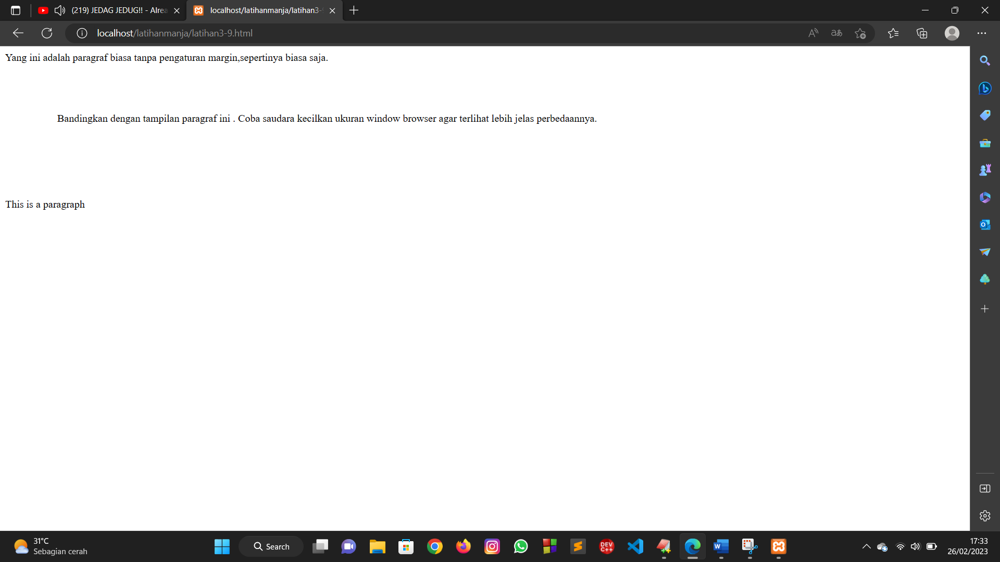 (219) JEDAG JEDUG!! - Alrea
localhost/latihanmanja/latihan3-9
localhost/latihanmanja/latihan3-9.html
Yang ini adalah paragraf biasa tanpa pengaturan margin,sepertinya biasa saja.
Bandingkan dengan tampilan paragraf ini . Coba saudara kecilkan ukuran window browser agar terlihat lebih jelas perbedaannya.
This is a paragraph
31°C
Sebagian cerah
Search
DEV
C++
17:33
26/02/2023